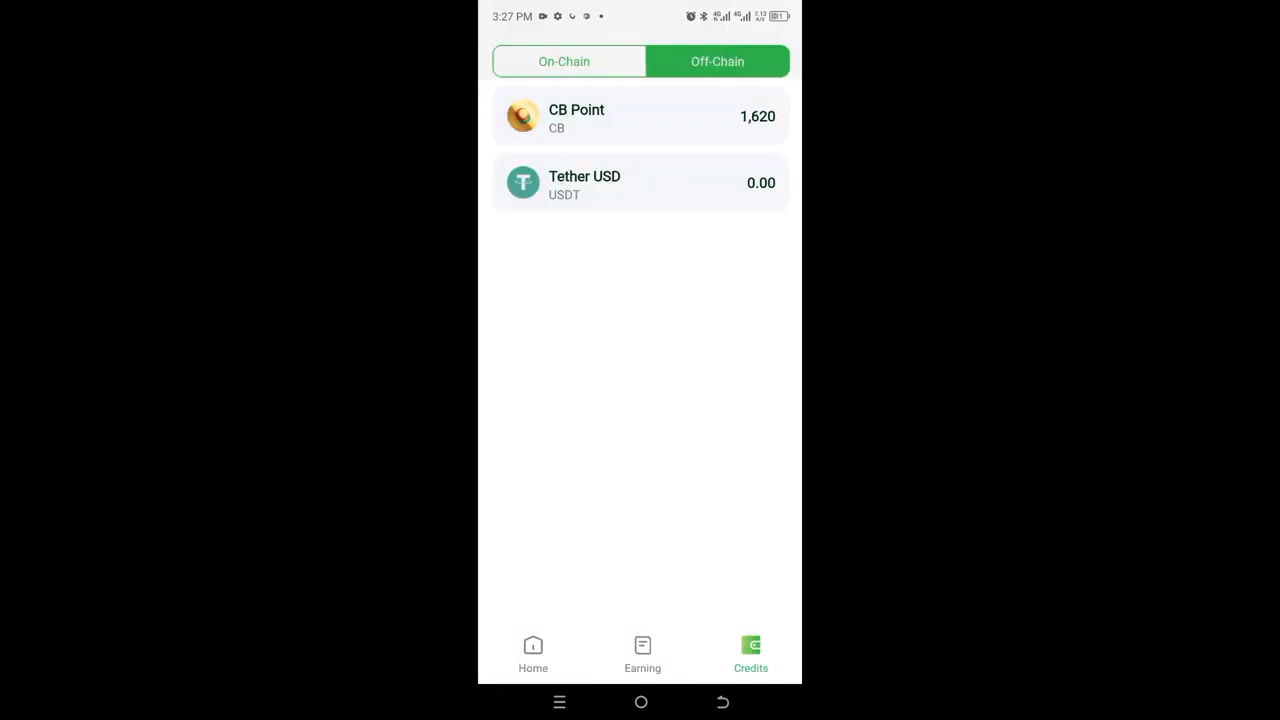 3:27 PM
On-Chain Off-Chain
CB Point
CB
1,620
Tether USD
USDT
0.00
Home Earning Credits